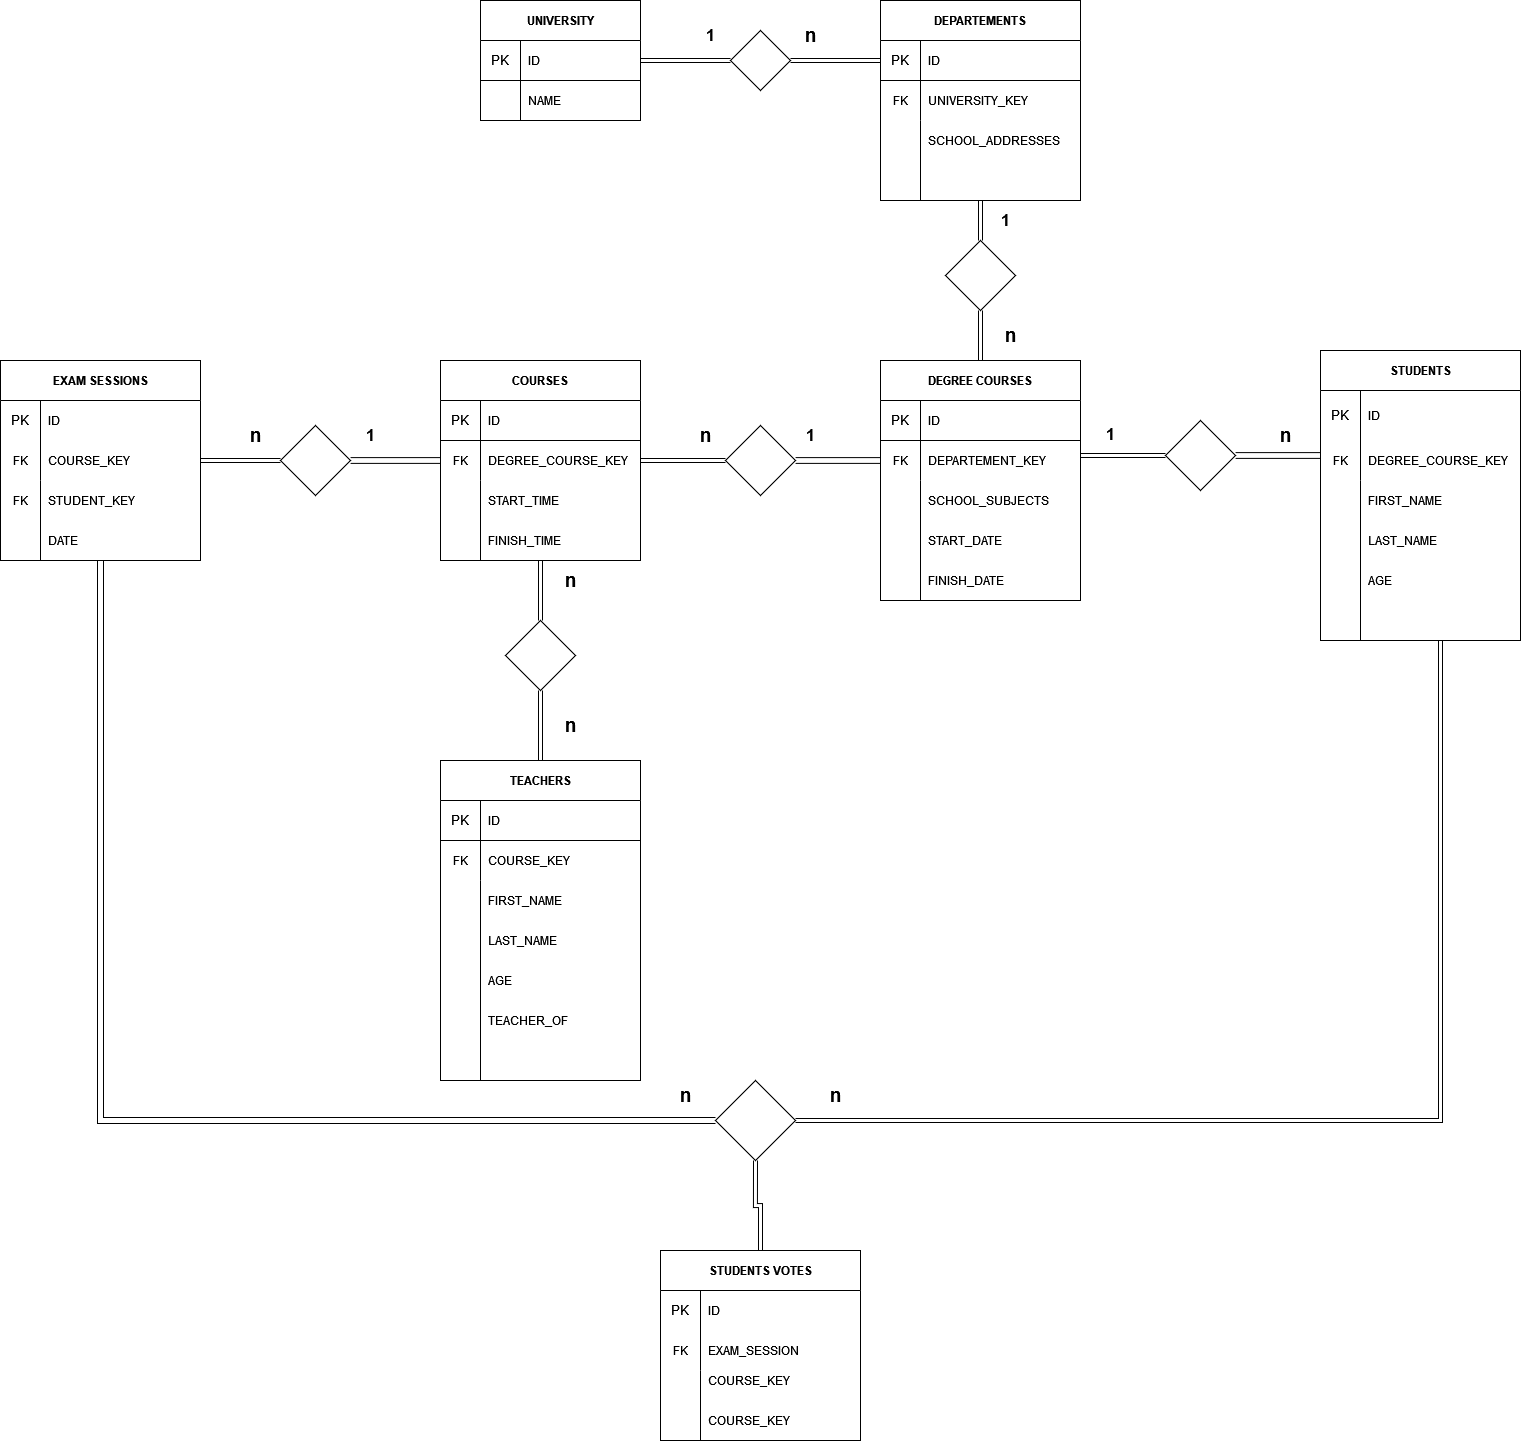 UNIVERSITY
PK ID
NAME
1 n
DEPARTEMENTS
PK ID
FK UNIVERSITY_KEY
SCHOOL_ADDRESSES
1
n
EXAM SESSIONS
PK ID
FK COURSE_KEY
FK STUDENT_KEY
DATE
n 1
COURSES
PK ID
FK DEGREE_COURSE_KEY
START_TIME
FINISH_TIME
n 1
DEGREE COURSES
PK ID
FK DEPARTEMENT_KEY
SCHOOL_SUBJECTS
START_DATE
FINISH_DATE
1 n
STUDENTS
PK ID
FK DEGREE_COURSE_KEY
FIRST_NAME
LAST_NAME
AGE
n
n
TEACHERS
PK ID
FK COURSE_KEY
FIRST_NAME
LAST_NAME
AGE
TEACHER_OF
n n
STUDENTS VOTES
PK ID
FK EXAM_SESSION
COURSE_KEY
COURSE_KEY